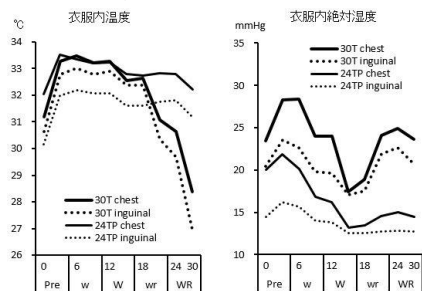 衣服内温度
℃
34
33
32
31
30
29
28
27
26
30T chest
30T inguinal
24TP chest
24TP inguinal
0 6 12 18 24 30
Pre w W wr WR
衣服内絶対湿度
mmHg
35
30
25
20
15
10
30T chest
30T inguinal
24TP chest
24TP inguinal
0 6 12 18 24 30
Pre w W wr WR